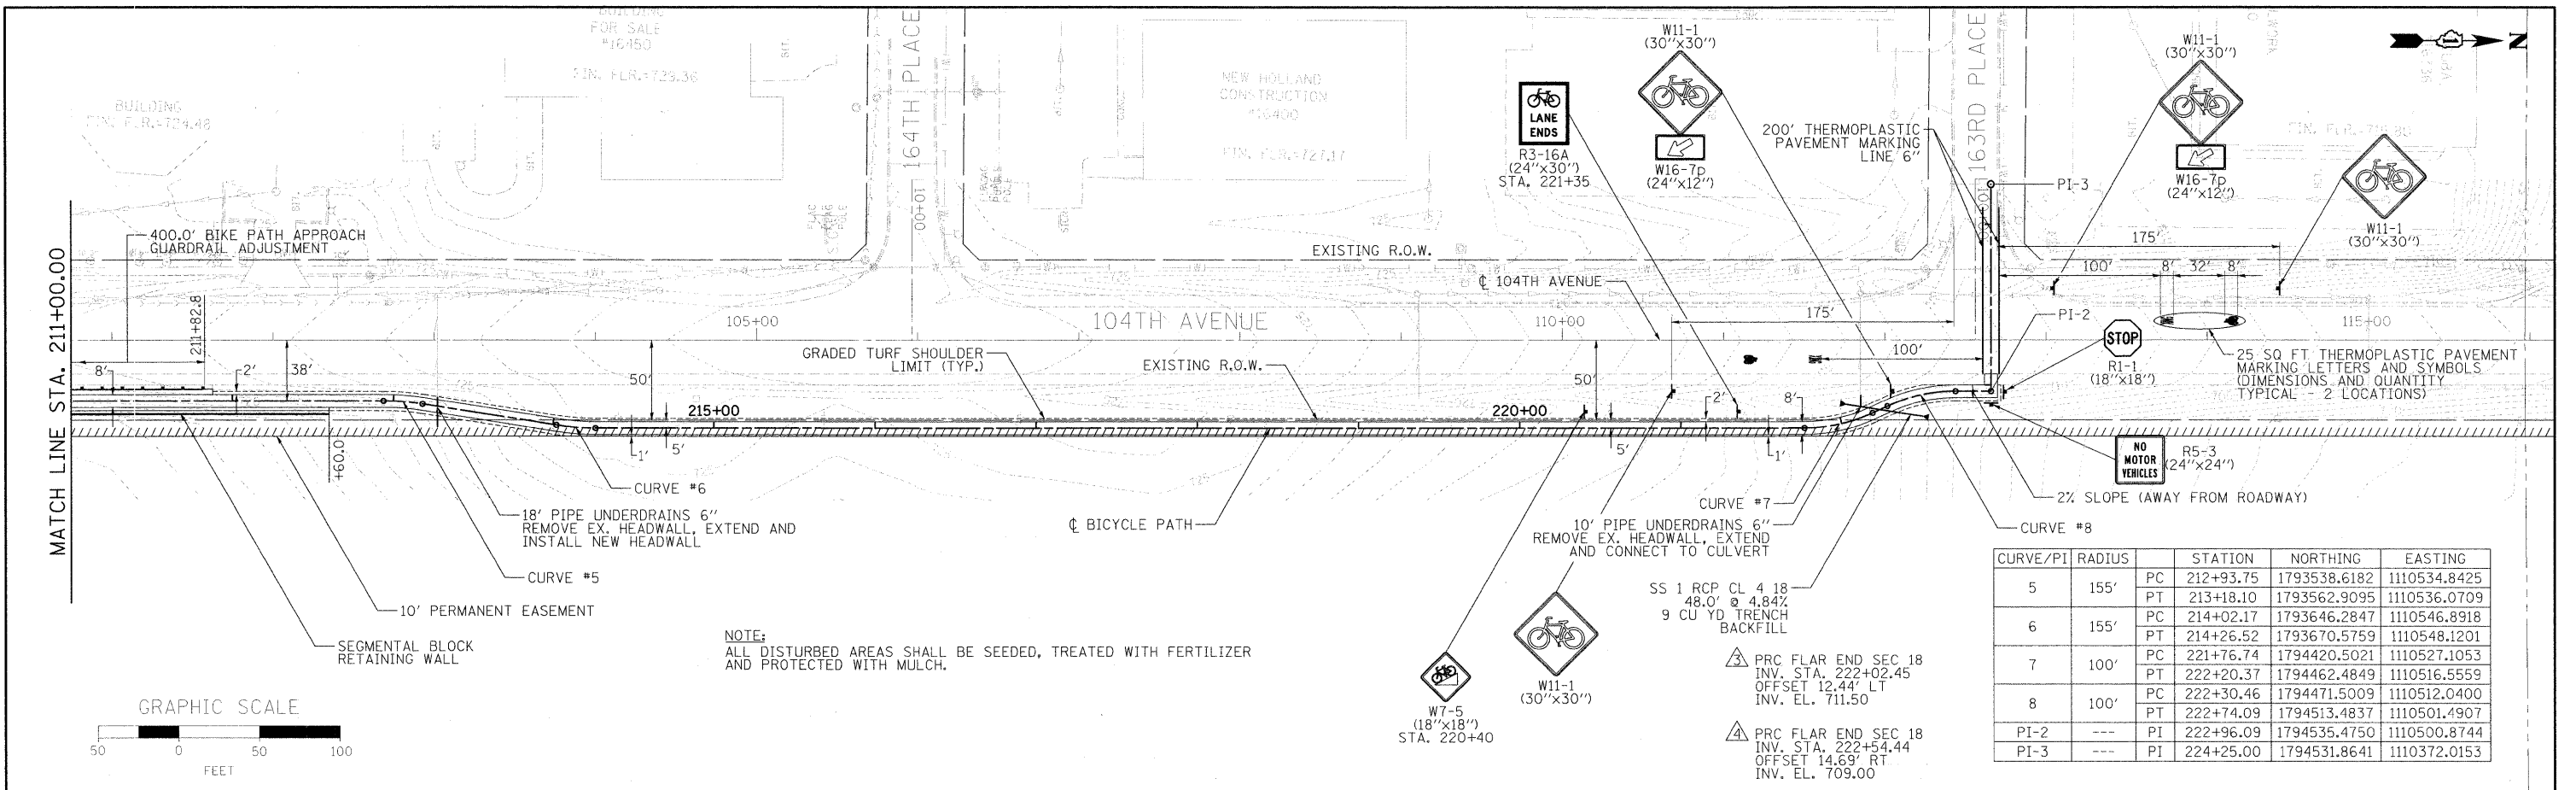 BUILDING
FOR SALE
#16450
FIN. FLR.=729.36
BUILDING
FIN. FLR.=724.48
164TH PLACE
10+00
NEW HOLLAND
CONSTRUCTION
#16400
FIN. FLR.=727.17
BIT.
LANE
ENDS
R3-16A
(24"x30")
STA. 221+35
W11-1
(30"x30")
W16-7p
(24"x12")
200' THERMOPLASTIC
PAVEMENT MARKING
LINE 6"
163RD PLACE
PI-3
W11-1
(30"x30")
W16-7p
(24"x12")
W11-1
(30"x30")
N
MATCH LINE STA. 211+00.00
400.0' BIKE PATH APPROACH
GUARDRAIL ADJUSTMENT
211+82.8
8'
2'
38'
50'
105+00
104TH AVENUE
110+00
115+00
EXISTING R.O.W.
℄ 104TH AVENUE
175'
100'
175'
100'
8'
32'
8'
PI-2
STOP
R1-1
(18"x18")
25 SQ FT THERMOPLASTIC PAVEMENT
MARKING LETTERS AND SYMBOLS
(DIMENSIONS AND QUANTITY
TYPICAL - 2 LOCATIONS)
GRADED TURF SHOULDER
LIMIT (TYP.)
EXISTING R.O.W.
215+00
220+00
50'
2'
8'
1'
5'
5'
1'
+60.0
CURVE #6
18' PIPE UNDERDRAINS 6"
REMOVE EX. HEADWALL, EXTEND AND
INSTALL NEW HEADWALL
CURVE #5
10' PERMANENT EASEMENT
SEGMENTAL BLOCK
RETAINING WALL
℄ BICYCLE PATH
NO
MOTOR
VEHICLES
R5-3
(24"x24")
2% SLOPE (AWAY FROM ROADWAY)
CURVE #8
CURVE #7
10' PIPE UNDERDRAINS 6"
REMOVE EX. HEADWALL, EXTEND
AND CONNECT TO CULVERT
SS 1 RCP CL 4 18
48.0' @ 4.84%
9 CU YD TRENCH
BACKFILL
3 PRC FLAR END SEC 18
INV. STA. 222+02.45
OFFSET 12.44' LT
INV. EL. 711.50
4 PRC FLAR END SEC 18
INV. STA. 222+54.44
OFFSET 14.69' RT
INV. EL. 709.00
W7-5
(18"x18")
STA. 220+40
W11-1
(30"x30")
NOTE:
ALL DISTURBED AREAS SHALL BE SEEDED, TREATED WITH FERTILIZER
AND PROTECTED WITH MULCH.
GRAPHIC SCALE
50 0 50 100
FEET
CURVE/PI RADIUS STATION NORTHING EASTING
5 155' PC 212+93.75 1793538.6182 1110534.8425
PT 213+18.10 1793562.9095 1110536.0709
6 155' PC 214+02.17 1793646.2847 1110546.8918
PT 214+26.52 1793670.5759 1110548.1201
7 100' PC 221+76.74 1794420.5021 1110527.1053
PT 222+20.37 1794462.4849 1110516.5559
8 100' PC 222+30.46 1794471.5009 1110512.0400
PT 222+74.09 1794513.4837 1110501.4907
PI-2 --- PI 222+96.09 1794535.4750 1110500.8744
PI-3 --- PI 224+25.00 1794531.8641 1110372.0153